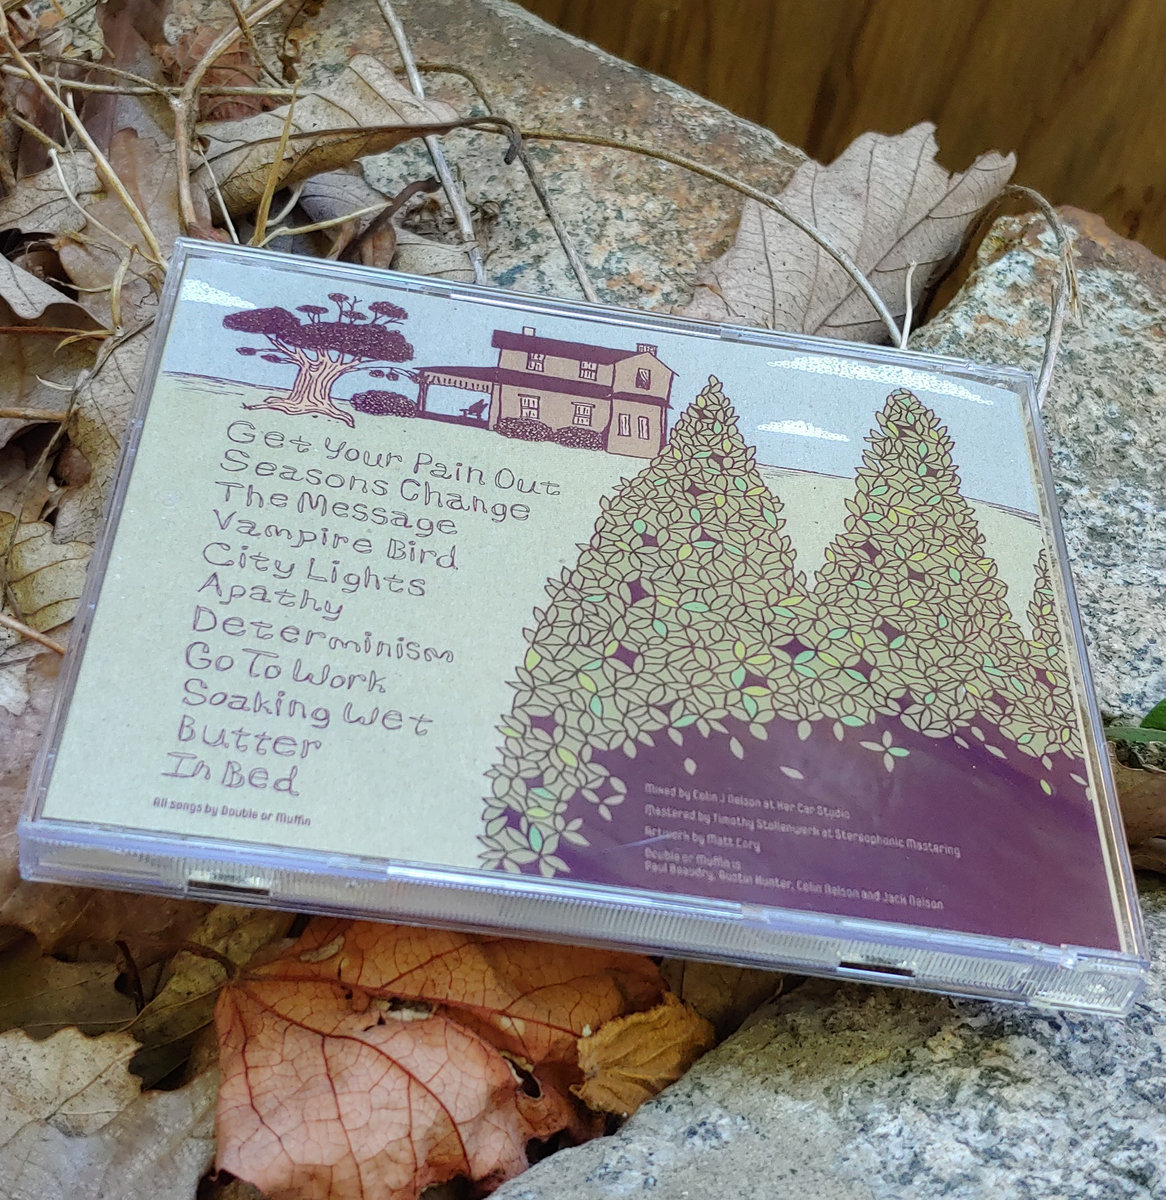 Get Your Pain Out
Seasons Change
The Message
Vampire Bird
City Lights
Apathy
Determinism
Go To Work
Soaking Wet
Butter
In Bed
All songs by Double or Muffin
Mixed by Colin J Nelson at Her Car Studio
Mastered by Timothy Stollenwerk at Stereophonic Mastering
Artwork by Matt Cory
Double or Muffin is
Paul Beaudry, Dustin Hunter, Colin Nelson and Jack Nelson